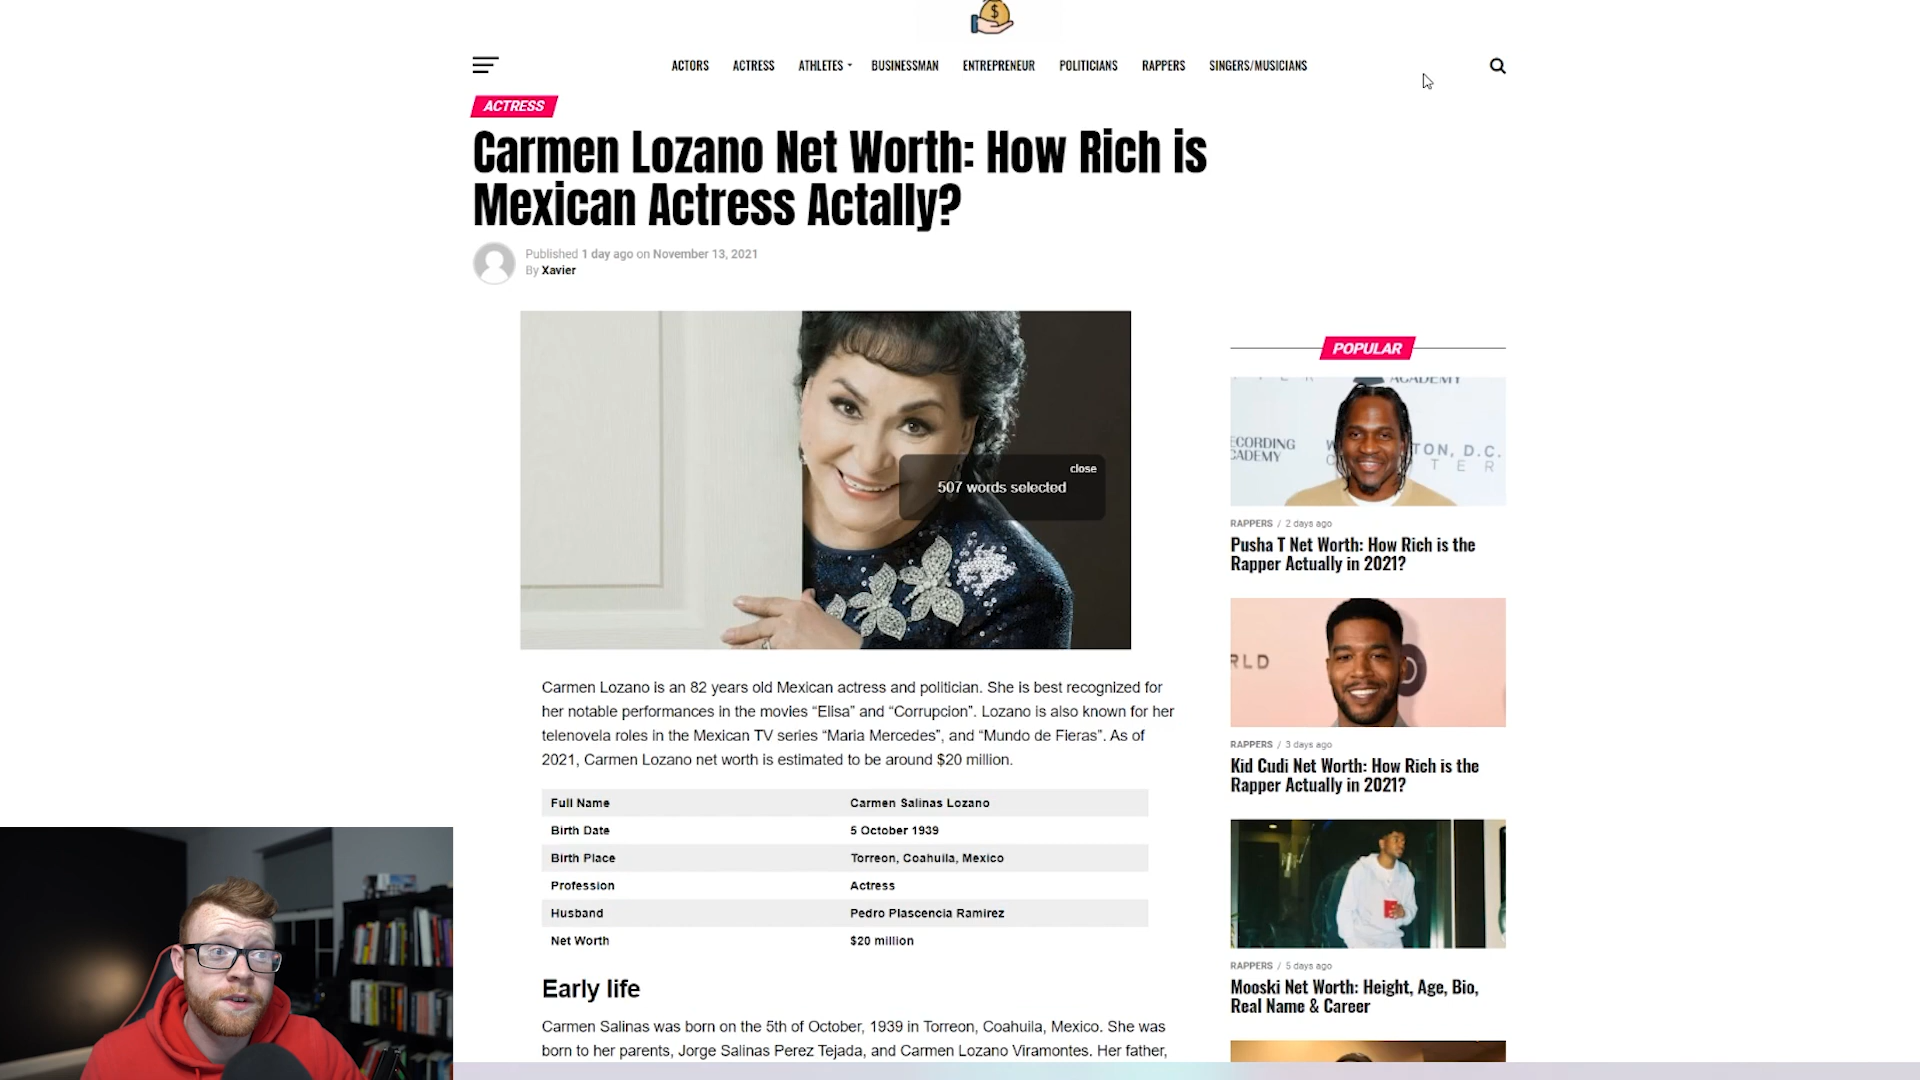 $
ACTORS ACTRESS ATHLETES BUSINESSMAN ENTREPRENEUR POLITICIANS RAPPERS SINGERS/MUSICIANS
ACTRESS
Carmen Lozano Net Worth: How Rich is
Mexican Actress Actally?
Published 1 day ago on November 13, 2021
By Xavier
close
507 words selected
Carmen Lozano is an 82 years old Mexican actress and politician. She is best recognized for
her notable performances in the movies “Elisa” and “Corrupcion”. Lozano is also known for her
telenovela roles in the Mexican TV series “Maria Mercedes”, and “Mundo de Fieras”. As of
2021, Carmen Lozano net worth is estimated to be around $20 million.
Full Name Carmen Salinas Lozano
Birth Date 5 October 1939
Birth Place Torreon, Coahuila, Mexico
Profession Actress
Husband Pedro Plascencia Ramirez
Net Worth $20 million
Early life
Carmen Salinas was born on the 5th of October, 1939 in Torreon, Coahuila, Mexico. She was
born to her parents, Jorge Salinas Perez Tejada, and Carmen Lozano Viramontes. Her father,
POPULAR
ACADEMY
ECORDING
CADEMY
TON, D.C.
TER
RAPPERS / 2 days ago
Pusha T Net Worth: How Rich is the
Rapper Actually in 2021?
RLD
RAPPERS / 3 days ago
Kid Cudi Net Worth: How Rich is the
Rapper Actually in 2021?
RAPPERS / 5 days ago
Mooski Net Worth: Height, Age, Bio,
Real Name & Career